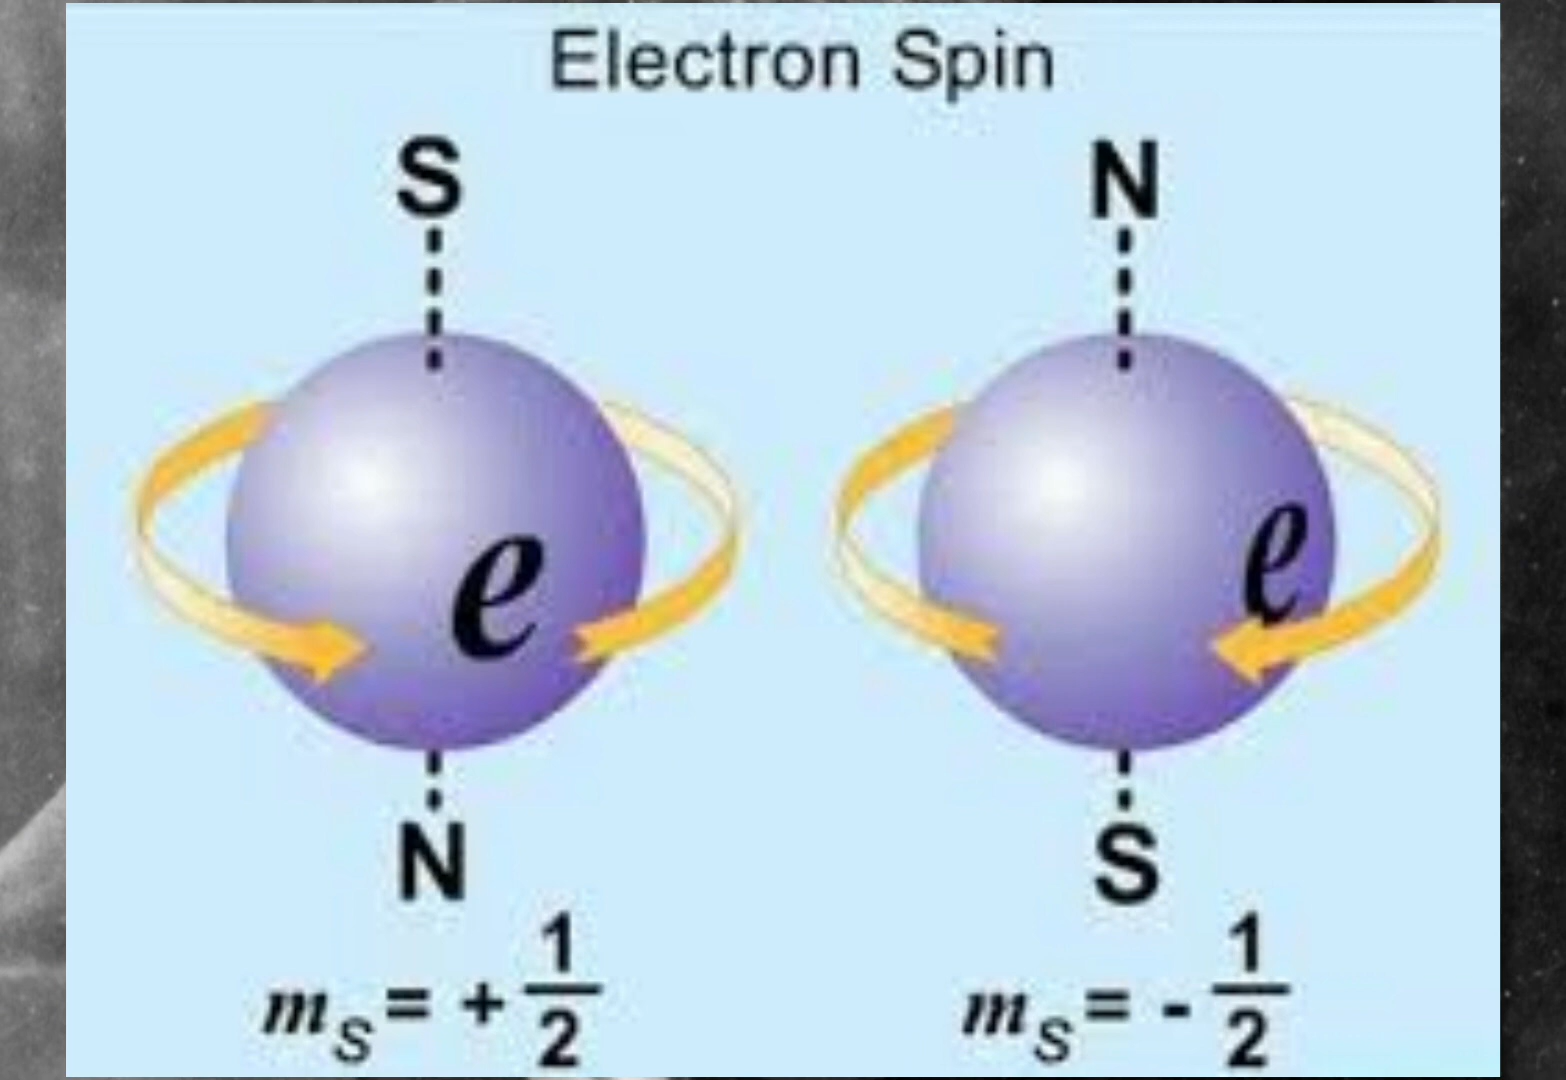 Electron Spin
S N
e e
N S
mS = + 1/2 mS = - 1/2